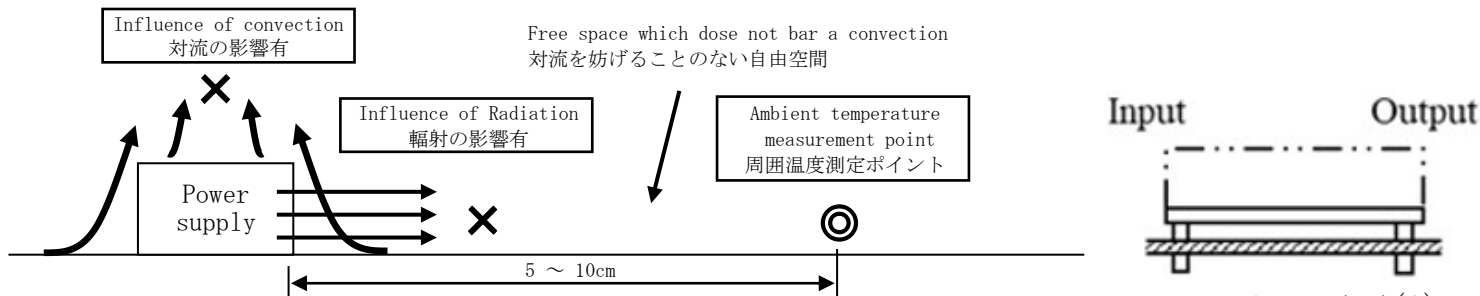 Influence of convection
対流の影響有
Free space which dose not bar a convection
対流を妨げることのない自由空間
Influence of Radiation
輻射の影響有
Ambient temperature
measurement point
周囲温度測定ポイント
Input
Output
Power
supply
5 ～ 10cm